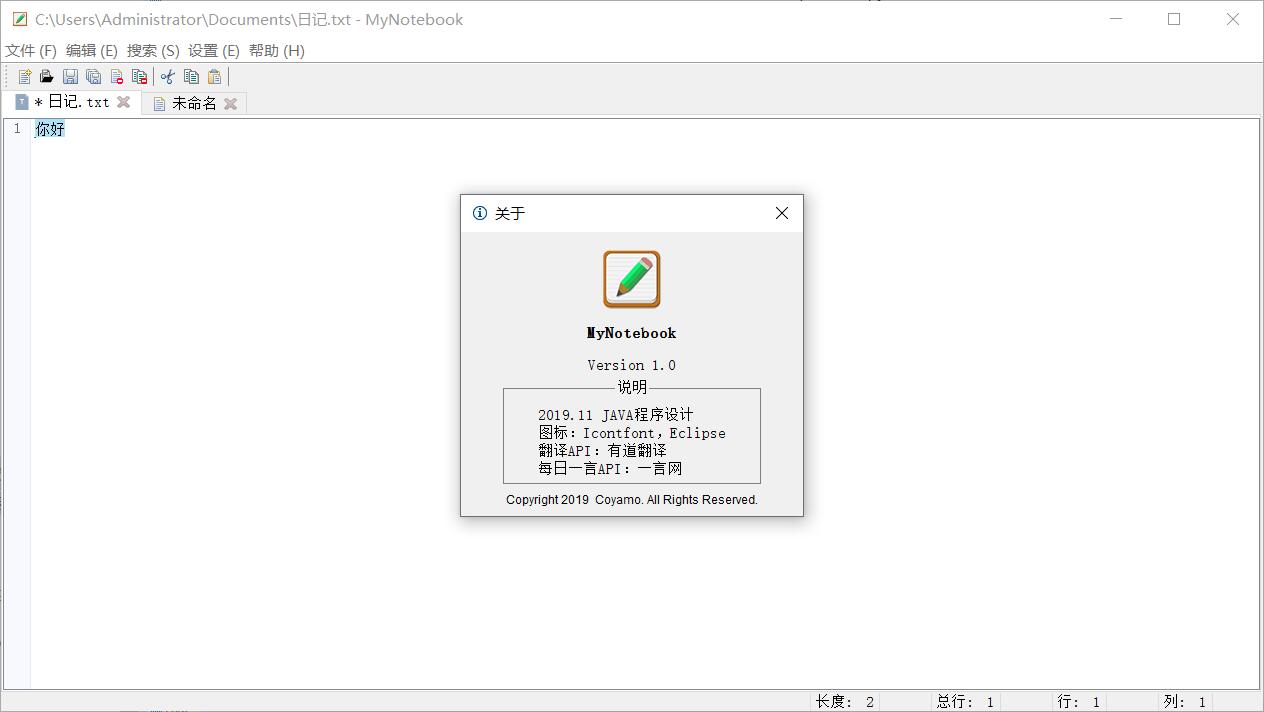 C:\Users\Administrator\Documents\日记.txt - MyNotebook
文件 (F) 编辑 (E) 搜索 (S) 设置 (E) 帮助 (H)
* 日记.txt 未命名
1 你好
关于
MyNotebook
Version 1.0
说明
2019.11 JAVA程序设计
图标：Icontfont，Eclipse
翻译API：有道翻译
每日一言API：一言网
Copyright 2019 Coyamo. All Rights Reserved.
长度: 2 总行: 1 行: 1 列: 1